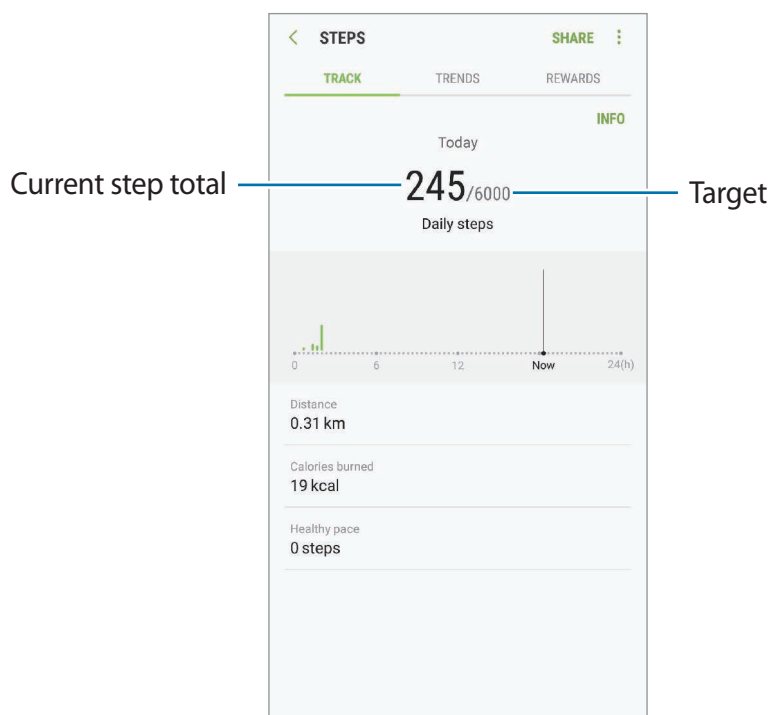 STEPS SHARE
TRACK TRENDS REWARDS
INFO
Today
Current step total 245/6000 Target
Daily steps
0 6 12 Now 24(h)
Distance
0.31 km
Calories burned
19 kcal
Healthy pace
0 steps